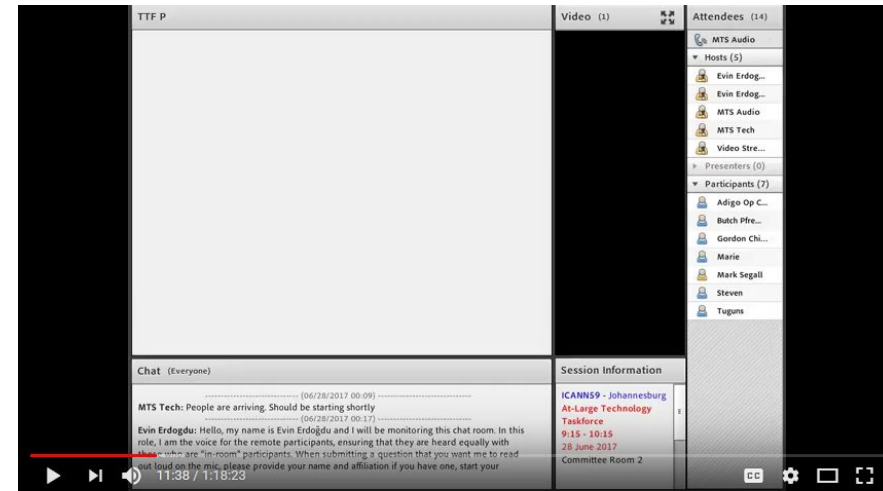 TTF P
Video (1)
Attendees (14)
MTS Audio
Hosts (5)
Evin Erdog...
Evin Erdog...
MTS Audio
MTS Tech
Video Stre...
Presenters (0)
Participants (7)
Adigo Op C...
Butch Pfre...
Gordon Chi...
Marie
Mark Segall
Steven
Tuguns
Chat (Everyone)
(06/28/2017 00:09)
MTS Tech: People are arriving. Should be starting shortly
(06/28/2017 00:17)
Evin Erdogdu: Hello, my name is Evin Erdoğdu and I will be monitoring this chat room. In this
role, I am the voice for the remote participants, ensuring that they are heard equally with
those who are "in-room" participants. When submitting a question that you want me to read
out loud on the mic, please provide your name and affiliation if you have one, start your
Session Information
ICANN59 - Johannesburg
At-Large Technology
Taskforce
9:15 - 10:15
28 June 2017
Committee Room 2
11:38 / 1:18:23
CC